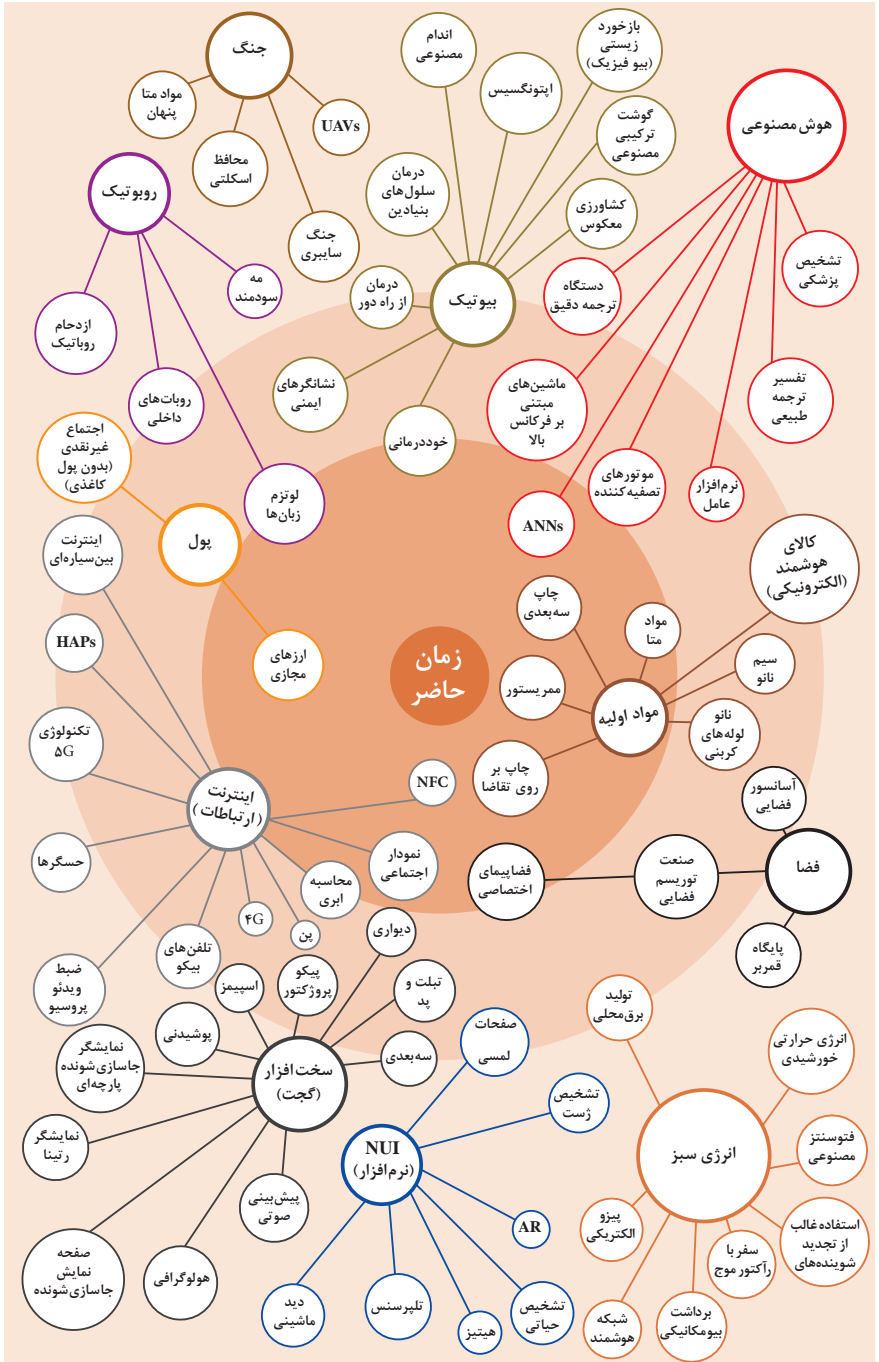 جنگ
مواد متا
پنهان
محافظ
اسکلتی
جنگ
سایبری
UAVs
روبوتیک
ازدحام
روباتیک
روبات‌های
داخلی
لوتزم
زبان‌ها
مه
سودمند
بیوتیک
اندام
مصنوعی
اپتونگسیس
بازخورد
زیستی
(بیو فیزیک)
گوشت
ترکیبی
مصنوعی
کشاورزی
معکوس
درمان
سلول‌های
بنیادین
درمان
از راه دور
نشانگرهای
ایمنی
خوددرمانی
هوش مصنوعی
تشخیص
پزشکی
تفسیر
ترجمه
طبیعی
نرم‌افزار
عامل
موتورهای
تصفیه‌کننده
ANNs
ماشین‌های
مبتنی
بر فرکانس
بالا
دستگاه
ترجمه دقیق
پول
اجتماع
غیرنقدی
(بدون پول
کاغذی)
ارزهای
مجازی
زمان
حاضر
مواد اولیه
چاپ
سه‌بعدی
مواد
متا
کالای
هوشمند
(الکترونیکی)
سیم
نانو
نانو
لوله‌های
کربنی
ممریستور
چاپ بر
روی تقاضا
فضا
آسانسور
فضایی
صنعت
توریسم
فضایی
فضاپیمای
اختصاصی
پایگاه
قمربر
اینترنت
(ارتباطات)
اینترنت
بین‌سیاره‌ای
HAPs
تکنولوژی
۵G
حسگرها
ضبط
ویدئو
پروسیو
تلفن‌های
بیکو
۴G
پن
محاسبه
ابری
نمودار
اجتماعی
NFC
سخت‌افزار
(گجت)
دیواری
تبلت و
پد
سه‌بعدی
پیکو
پروژکتور
اسپیمز
پوشیدنی
نمایشگر
جاسازی‌شونده
پارچه‌ای
نمایشگر
رتینا
صفحه
نمایش
جاسازی‌شونده
هولوگرافی
پیش‌بینی
صوتی
NUI
(نرم‌افزار)
صفحات
لمسی
تشخیص
ژست
AR
تشخیص
حیاتی
هپتیز
تلپرسنس
دید
ماشینی
انرژی سبز
تولید
برق‌محلی
انرژی حرارتی
خورشیدی
فتوسنتز
مصنوعی
استفاده غالب
از تجدید
شوینده‌های
سفر با
رآکتور موج
برداشت
بیومکانیکی
شبکه
هوشمند
پیزو
الکتریکی